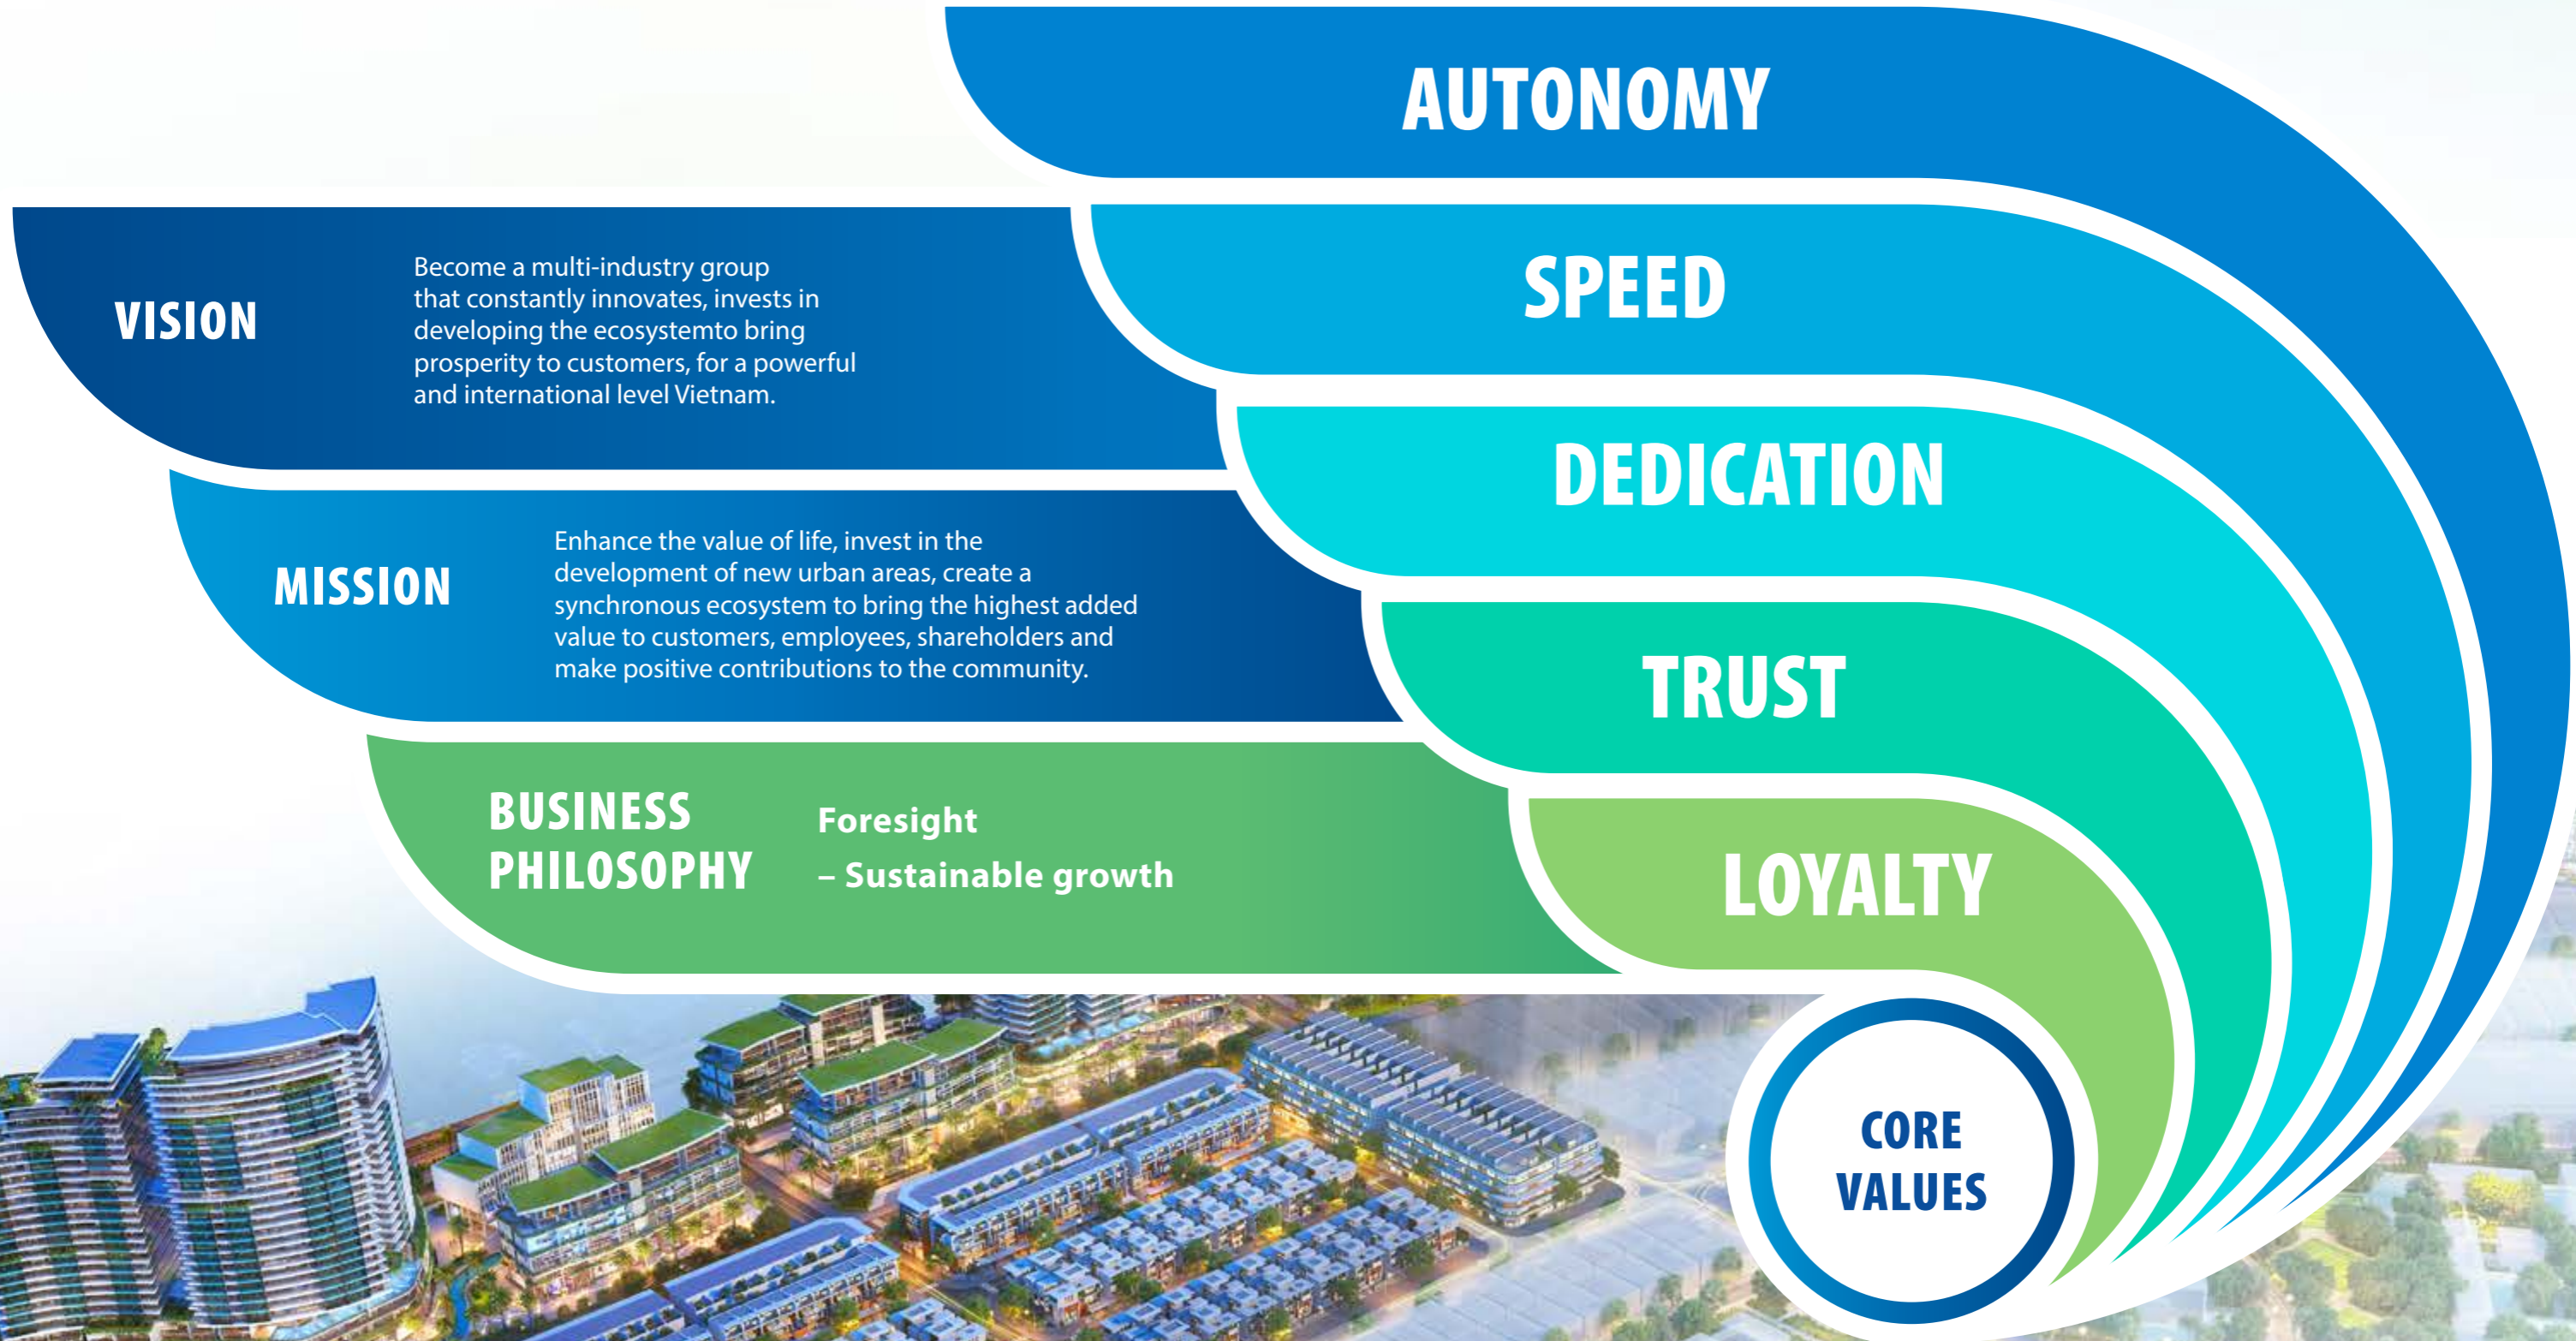 AUTONOMY
SPEED
DEDICATION
TRUST
LOYALTY
CORE
VALUES
VISION
Become a multi-industry group
that constantly innovates, invests in
developing the ecosystemto bring
prosperity to customers, for a powerful
and international level Vietnam.
MISSION
Enhance the value of life, invest in the
development of new urban areas, create a
synchronous ecosystem to bring the highest added
value to customers, employees, shareholders and
make positive contributions to the community.
BUSINESS
PHILOSOPHY
Foresight
– Sustainable growth